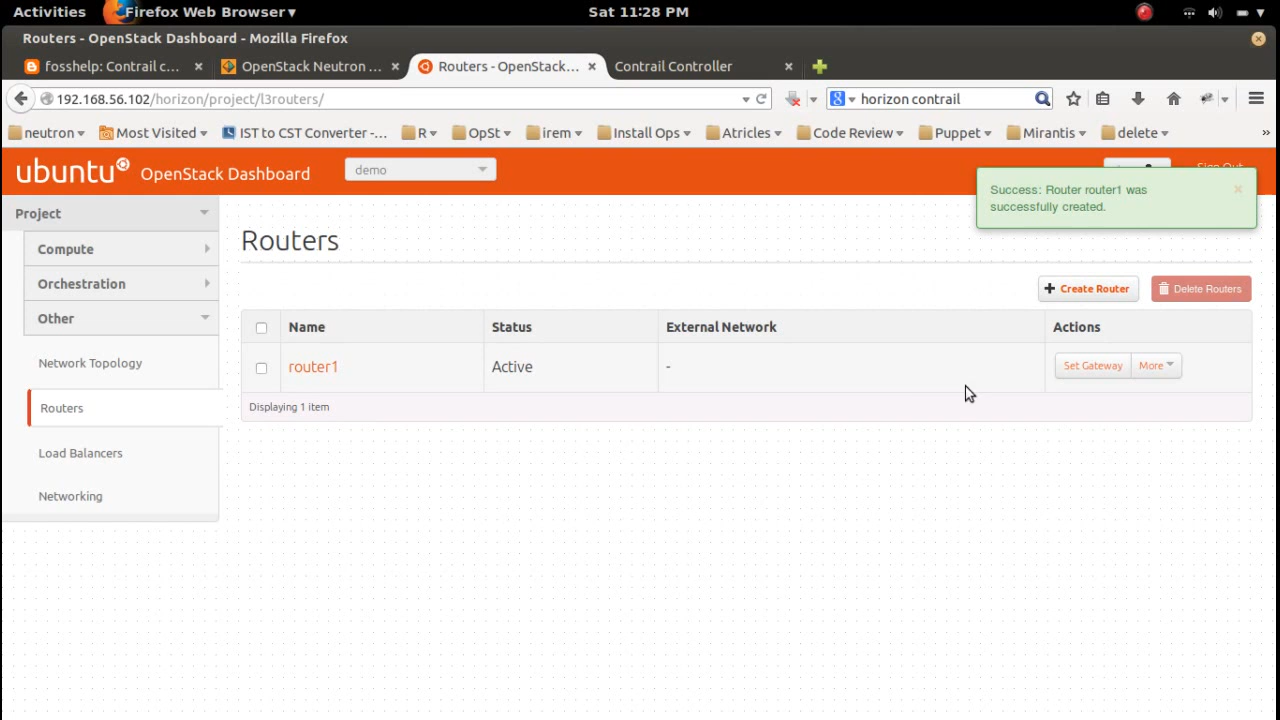 Activities Firefox Web Browser Sat 11:28 PM
Routers - OpenStack Dashboard - Mozilla Firefox
fosshelp: Contrail c... OpenStack Neutron ... Routers - OpenStack... Contrail Controller
192.168.56.102/horizon/project/l3routers/ horizon contrail
neutron Most Visited IST to CST Converter -... R OpSt irem Install Ops Atricles Code Review Puppet Mirantis delete »
ubuntu OpenStack Dashboard demo Sign Out
Success: Router router1 was
successfully created.
Project
Compute
Orchestration
Other
Network Topology
Routers
Load Balancers
Networking
Routers
Create Router Delete Routers
Name Status External Network Actions
router1 Active - Set Gateway More
Displaying 1 item